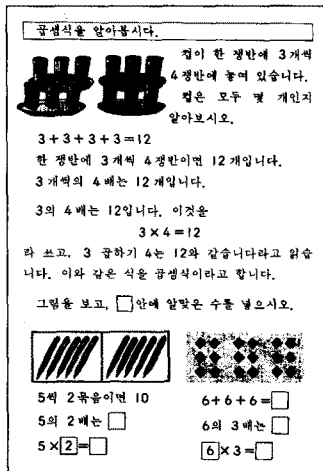 곱셈식을 알아봅시다.
컵이 한 쟁반에 3개씩
4쟁반에 놓여 있습니다.
컵은 모두 몇 개인지
알아보시오.
3+3+3+3=12
한 쟁반에 3개씩 4쟁반이면 12개입니다.
3개씩의 4배는 12개입니다.
3의 4배는 12입니다. 이것을
3×4=12
라 쓰고, 3 곱하기 4는 12와 같습니다라고 읽습
니다. 이와 같은 식을 곱셈식이라고 합니다.
그림을 보고, □안에 알맞은 수를 넣으시오.
5씩 2묶음이면 10
5의 2배는 □
5×2=□
6+6+6=□
6의 3배는 □
6×3=□